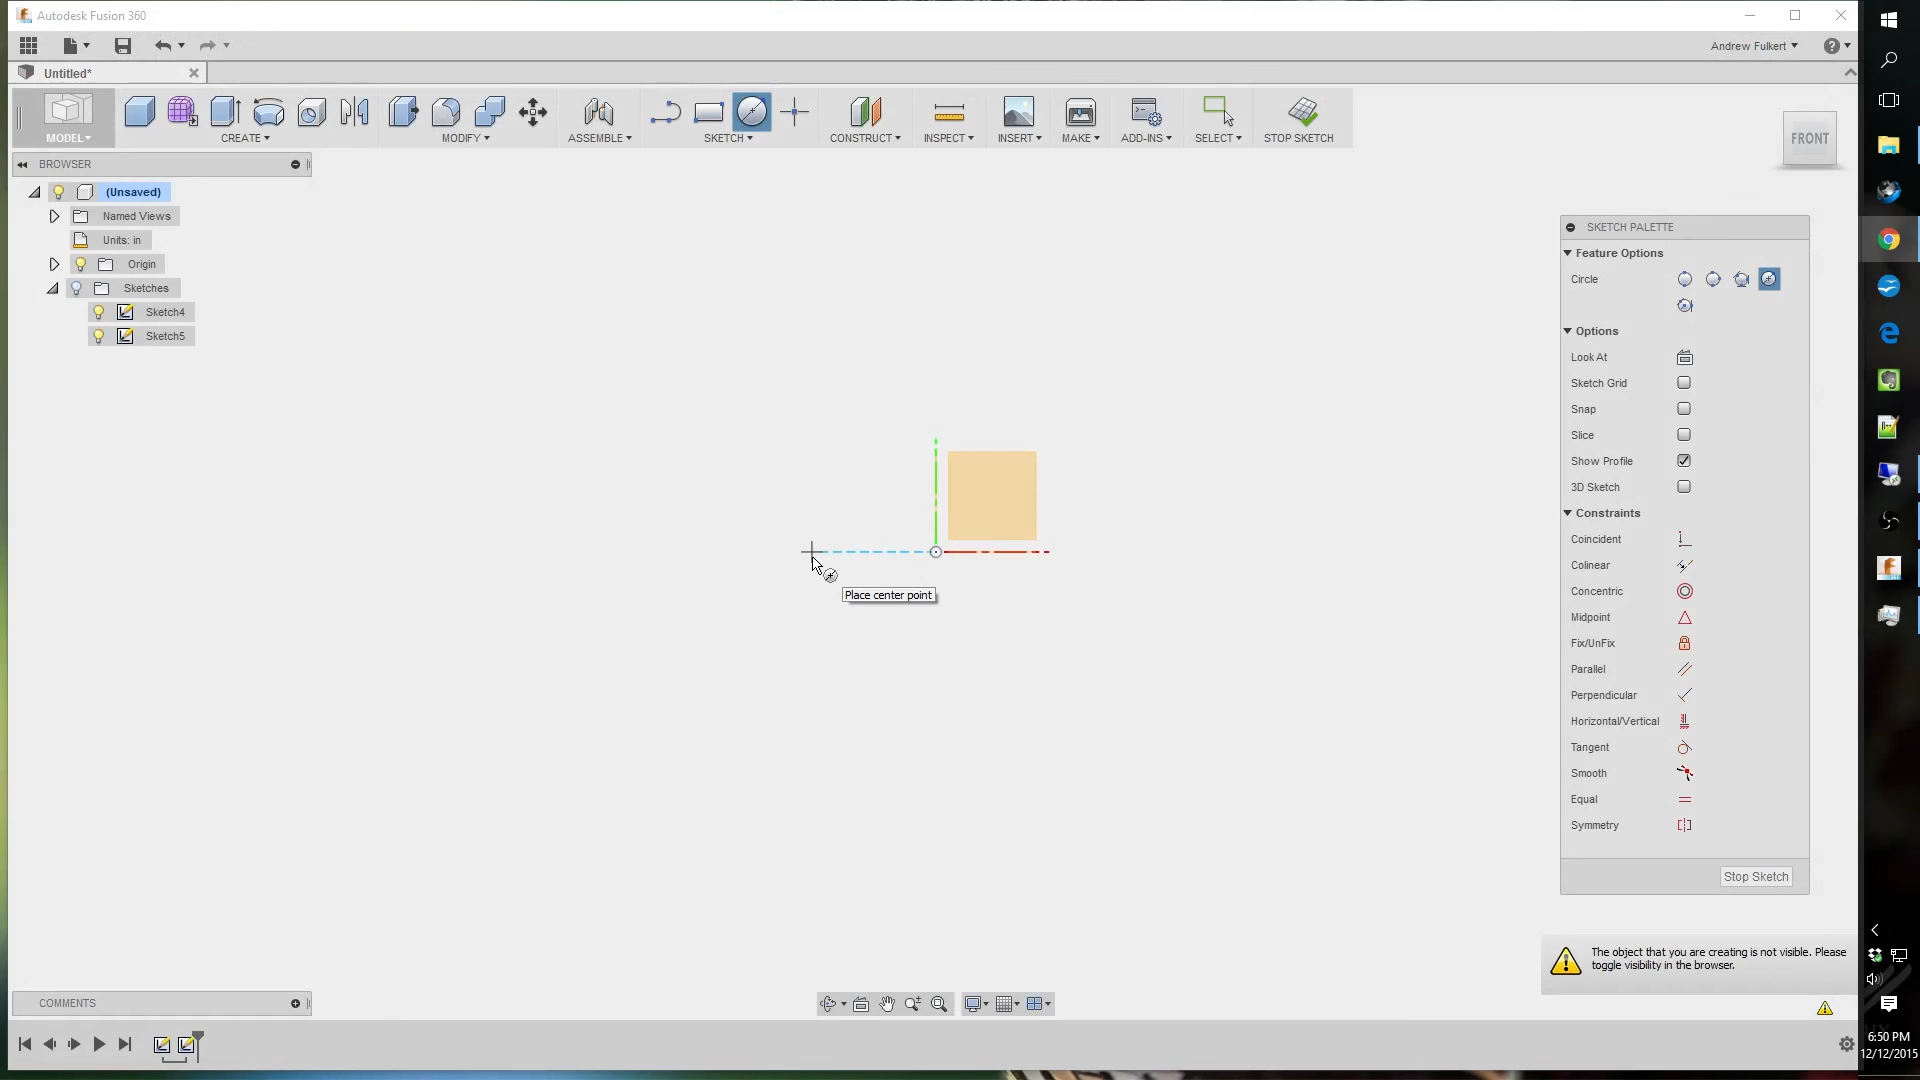 Autodesk Fusion 360
Andrew Fulkert
Untitled*
MODEL
CREATE
MODIFY
ASSEMBLE
SKETCH
CONSTRUCT
INSPECT
INSERT
MAKE
ADD-INS
SELECT
STOP SKETCH
FRONT
BROWSER
(Unsaved)
Named Views
Units: in
Origin
Sketches
Sketch4
Sketch5
SKETCH PALETTE
Feature Options
Circle
Options
Look At
Sketch Grid
Snap
Slice
Show Profile
3D Sketch
Constraints
Coincident
Colinear
Concentric
Midpoint
Fix/UnFix
Parallel
Perpendicular
Horizontal/Vertical
Tangent
Smooth
Equal
Symmetry
Stop Sketch
Place center point
The object that you are creating is not visible. Please
toggle visibility in the browser.
COMMENTS
6:50 PM
12/12/2015